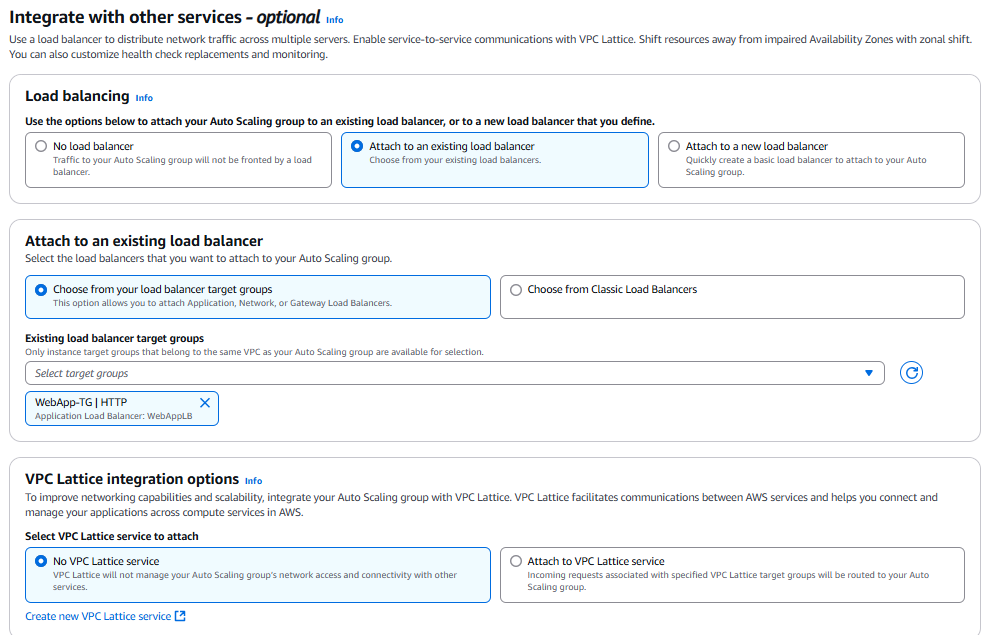 Integrate with other services - optional Info
Use a load balancer to distribute network traffic across multiple servers. Enable service-to-service communications with VPC Lattice. Shift resources away from impaired Availability Zones with zonal shift.
You can also customize health check replacements and monitoring.
Load balancing Info
Use the options below to attach your Auto Scaling group to an existing load balancer, or to a new load balancer that you define.
No load balancer
Traffic to your Auto Scaling group will not be fronted by a load
balancer.
Attach to an existing load balancer
Choose from your existing load balancers.
Attach to a new load balancer
Quickly create a basic load balancer to attach to your Auto
Scaling group.
Attach to an existing load balancer
Select the load balancers that you want to attach to your Auto Scaling group.
Choose from your load balancer target groups
This option allows you to attach Application, Network, or Gateway Load Balancers.
Choose from Classic Load Balancers
Existing load balancer target groups
Only instance target groups that belong to the same VPC as your Auto Scaling group are available for selection.
Select target groups
WebApp-TG | HTTP
Application Load Balancer: WebAppLB
VPC Lattice integration options Info
To improve networking capabilities and scalability, integrate your Auto Scaling group with VPC Lattice. VPC Lattice facilitates communications between AWS services and helps you connect and
manage your applications across compute services in AWS.
Select VPC Lattice service to attach
No VPC Lattice service
VPC Lattice will not manage your Auto Scaling group's network access and connectivity with other
services.
Attach to VPC Lattice service
Incoming requests associated with specified VPC Lattice target groups will be routed to your Auto
Scaling group.
Create new VPC Lattice service